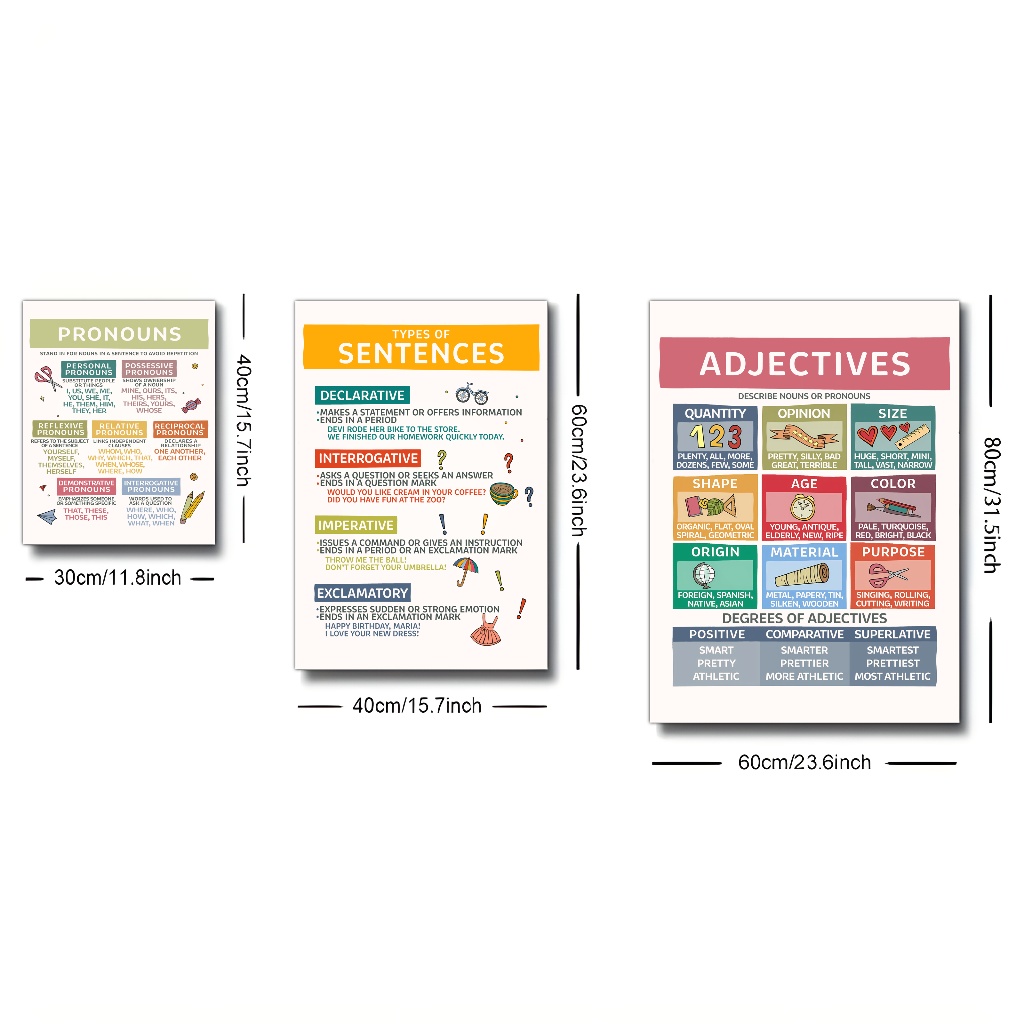 PRONOUNS
STAND IN FOR NOUNS IN A SENTENCE TO AVOID REPETITION
PERSONAL
PRONOUNS
SUBSTITUTE PEOPLE
OR THINGS
I, US, WE, ME,
YOU, SHE, IT,
HE, THEM, HIM,
THEY, HER
POSSESSIVE
PRONOUNS
SHOWS OWNERSHIP
OF A NOUN
MINE, OURS, ITS,
HIS, HERS,
THEIRS, YOURS,
WHOSE
REFLEXIVE
PRONOUNS
REFERS TO THE SUBJECT
OF A SENTENCE
YOURSELF,
MYSELF,
THEMSELVES,
HERSELF
RELATIVE
PRONOUNS
LINKS INDEPENDENT
CLAUSES
WHOM, WHO,
WHY, WHICH, THAT,
WHEN, WHOSE,
WHERE, HOW
RECIPROCAL
PRONOUNS
DECLARES A
RELATIONSHIP
ONE ANOTHER,
EACH OTHER
DEMONSTRATIVE
PRONOUNS
EMPHASIZES SOMEONE
OR SOMETHING SPECIFIC
THAT, THESE,
THOSE, THIS
INTERROGATIVE
PRONOUNS
WORDS USED TO
ASK A QUESTION
WHERE, WHO,
HOW, WHICH,
WHAT, WHEN
40cm/15.7inch
30cm/11.8inch
TYPES OF
SENTENCES
DECLARATIVE
•MAKES A STATEMENT OR OFFERS INFORMATION
•ENDS IN A PERIOD
DEVI RODE HER BIKE TO THE STORE.
WE FINISHED OUR HOMEWORK QUICKLY TODAY.
INTERROGATIVE
•ASKS A QUESTION OR SEEKS AN ANSWER
•ENDS IN A QUESTION MARK
WOULD YOU LIKE CREAM IN YOUR COFFEE?
DID YOU HAVE FUN AT THE ZOO?
IMPERATIVE
•ISSUES A COMMAND OR GIVES AN INSTRUCTION
•ENDS IN A PERIOD OR AN EXCLAMATION MARK
THROW ME THE BALL!
DON'T FORGET YOUR UMBRELLA!
EXCLAMATORY
•EXPRESSES SUDDEN OR STRONG EMOTION
•ENDS IN AN EXCLAMATION MARK
HAPPY BIRTHDAY, MARIA!
I LOVE YOUR NEW DRESS!
60cm/23.6inch
40cm/15.7inch
ADJECTIVES
DESCRIBE NOUNS OR PRONOUNS
QUANTITY
123
PLENTY, ALL, MORE,
DOZENS, FEW, SOME
OPINION
PRETTY, SILLY, BAD
GREAT, TERRIBLE
SIZE
HUGE, SHORT, MINI,
TALL, VAST, NARROW
SHAPE
ORGANIC, FLAT, OVAL
SPIRAL, GEOMETRIC
AGE
YOUNG, ANTIQUE,
ELDERLY, NEW, RIPE
COLOR
PALE, TURQUOISE,
RED, BRIGHT, BLACK
ORIGIN
FOREIGN, SPANISH,
NATIVE, ASIAN
MATERIAL
METAL, PAPERY, TIN,
SILKEN, WOODEN
PURPOSE
SINGING, ROLLING,
CUTTING, WRITING
DEGREES OF ADJECTIVES
POSITIVE COMPARATIVE SUPERLATIVE
SMART SMARTER SMARTEST
PRETTY PRETTIER PRETTIEST
ATHLETIC MORE ATHLETIC MOST ATHLETIC
80cm/31.5inch
60cm/23.6inch